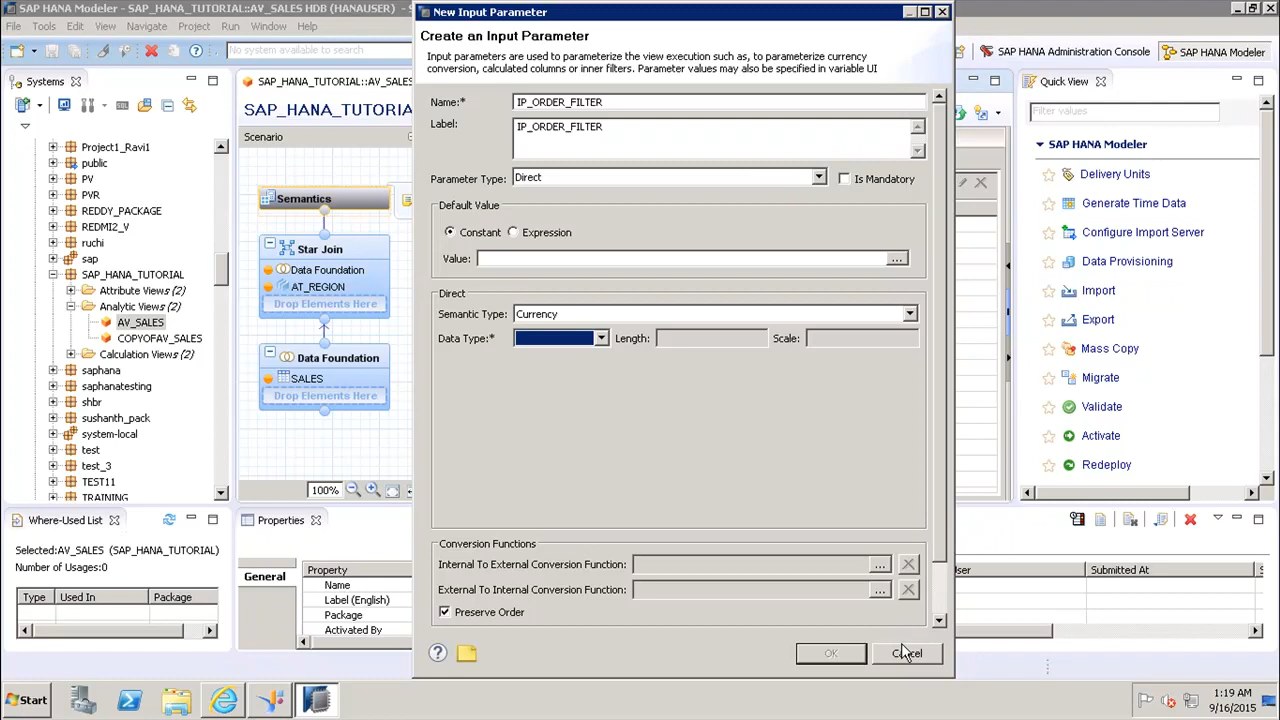 SAP HANA Modeler - SAP_HANA_TUTORIAL::AV_SALES HDB (HANAUSER)
New Input Parameter
File Edit View Navigate Project Run
Create an Input Parameter
Input parameters are used to parameterize the view execution such as, to parameterize currency
conversion, calculated columns or inner filters. Parameter values may also be specified in variable UI
No system available to search
SAP HANA Administration Console
SAP HANA Modeler
Systems
SAP_HANA_TUTORIAL::AV_SALES
SAP_HANA_TUTORIAL
Scenario
Project1_Ravi1
public
PV
PVR
REDDY_PACKAGE
REDMI2_V
ruchi
sap
SAP_HANA_TUTORIAL
Attribute Views (2)
Analytic Views (2)
AV_SALES
COPYOFAV_SALES
Calculation Views (2)
saphana
saphanatesting
shbr
sushanth_pack
system-local
test
test_3
TEST11
TRAINING
Semantics
Star Join
Data Foundation
AT_REGION
Drop Elements Here
Data Foundation
SALES
Drop Elements Here
100%
Name:* IP_ORDER_FILTER
Label: IP_ORDER_FILTER
Parameter Type: Direct Is Mandatory
Default Value
Constant Expression
Value: ...
Direct
Semantic Type: Currency
Data Type:* Length: Scale:
Conversion Functions
Internal To External Conversion Function: ...
External To Internal Conversion Function: ...
Preserve Order
OK Cancel
Quick View
Filter values
SAP HANA Modeler
Delivery Units
Generate Time Data
Configure Import Server
Data Provisioning
Import
Export
Mass Copy
Migrate
Validate
Activate
Redeploy
Where-Used List
Selected:AV_SALES (SAP_HANA_TUTORIAL)
Number of Usages:0
Type Used In Package
Properties
General
Property
Name
Label (English)
Package
Activated By
User Submitted At
Start
1:19 AM
9/16/2015